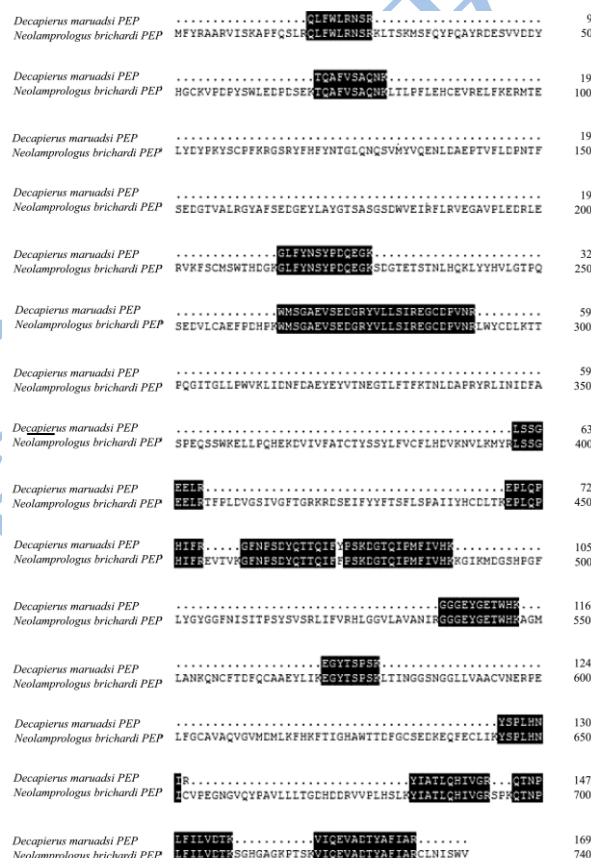 Decapierus maruadsi PEP ..................QLFWLRNSR....................... 9
Neolamprologus brichardi PEP MFYRAARVISKAPFQSLRQLFWLRNSRKLTSKMSFQYPQAYRDESVVDDY 50
Decapierus maruadsi PEP ...................TQAFVSAQNK..................... 19
Neolamprologus brichardi PEP HGCKVPDPYSWLEDPDSEKTQAFVSAQNKLTLPFLEHCEVRELFKERMTE 100
Decapierus maruadsi PEP .................................................. 19
Neolamprologus brichardi PEP LYDYPKYSCPFKRGSRYFHFYNTGLQNQSVMYVQENLDAEPTVFLDPNTF 150
Decapierus maruadsi PEP .................................................. 19
Neolamprologus brichardi PEP SEDGTVALRGYAFSEDGEYLAYGTSASGSDWVEIRFLRVEGAVPLEDRLE 200
Decapierus maruadsi PEP ..............GLFYNSYPDQEGK....................... 32
Neolamprologus brichardi PEP RVKFSCMSWTHDGKGLFYNSYPDQEGKSDGTETSTNLHQKLYYHVLGTPQ 250
Decapierus maruadsi PEP ..............WMSGAEVSEDGRYVLLSIREGCDPVNR......... 59
Neolamprologus brichardi PEP SEDVLCAEFPDHPKWMSGAEVSEDGRYVLLSIREGCDPVNRLWYCDLKTT 300
Decapierus maruadsi PEP .................................................. 59
Neolamprologus brichardi PEP PQGITGLLPWVKLIDNFDAEYEYVTNEGTLFTFKTNLDAPRYRLINIDFA 350
Decapierus maruadsi PEP ..............................................LSSG 63
Neolamprologus brichardi PEP SPEQSSWKELLPQHEKDVIVFATCTYSSYLFVCFLHDVKNVLKMYRLSSG 400
Decapierus maruadsi PEP EELR.........................................EPLQP 72
Neolamprologus brichardi PEP EELRTFPLDVGSIVGFTGRKRDSEIFYYFTSFLSPAIIYHCDLTKEPLQP 450
Decapierus maruadsi PEP HIFR.....GFNPSDYQTTQIFYPSKDGTQIPMFIVHK............ 105
Neolamprologus brichardi PEP HIFREVTVKGFNPSDYQTTQIFFPSKDGTQIPMFIVHKKGIKMDGSHPGF 500
Decapierus maruadsi PEP ....................................GGGEYGETWHK... 116
Neolamprologus brichardi PEP LYGYGGFNISITPSYSVSRLIFVRHLGGVLAVANIRGGGEYGETWHKAGM 550
Decapierus maruadsi PEP ....................EGYTSPSK...................... 124
Neolamprologus brichardi PEP LANKQNCFTDFQCAAEYLIKEGYTSPSKLTINGGSNGGLLVAACVNERPE 600
Decapierus maruadsi PEP ............................................YSPLHN 130
Neolamprologus brichardi PEP LFGCAVAQVGVMDMLKFHKFTIGHAWTTDFGCSEDKEQFECLIKYSPLHN 650
Decapierus maruadsi PEP IR..............................YIATLQHIVGR...QTNP 147
Neolamprologus brichardi PEP ICVPEGNGVQYPAVLLLTGDHDDRVVPLHSLKYIATLQHIVGRSPKQTNP 700
Decapierus maruadsi PEP LFILVDTK...........VIQEVADTYAFIAR....... 169
Neolamprologus brichardi PEP LFILVDTKSGHGAGKPTSKVIQEVADTYAFIARCLNISWV 740